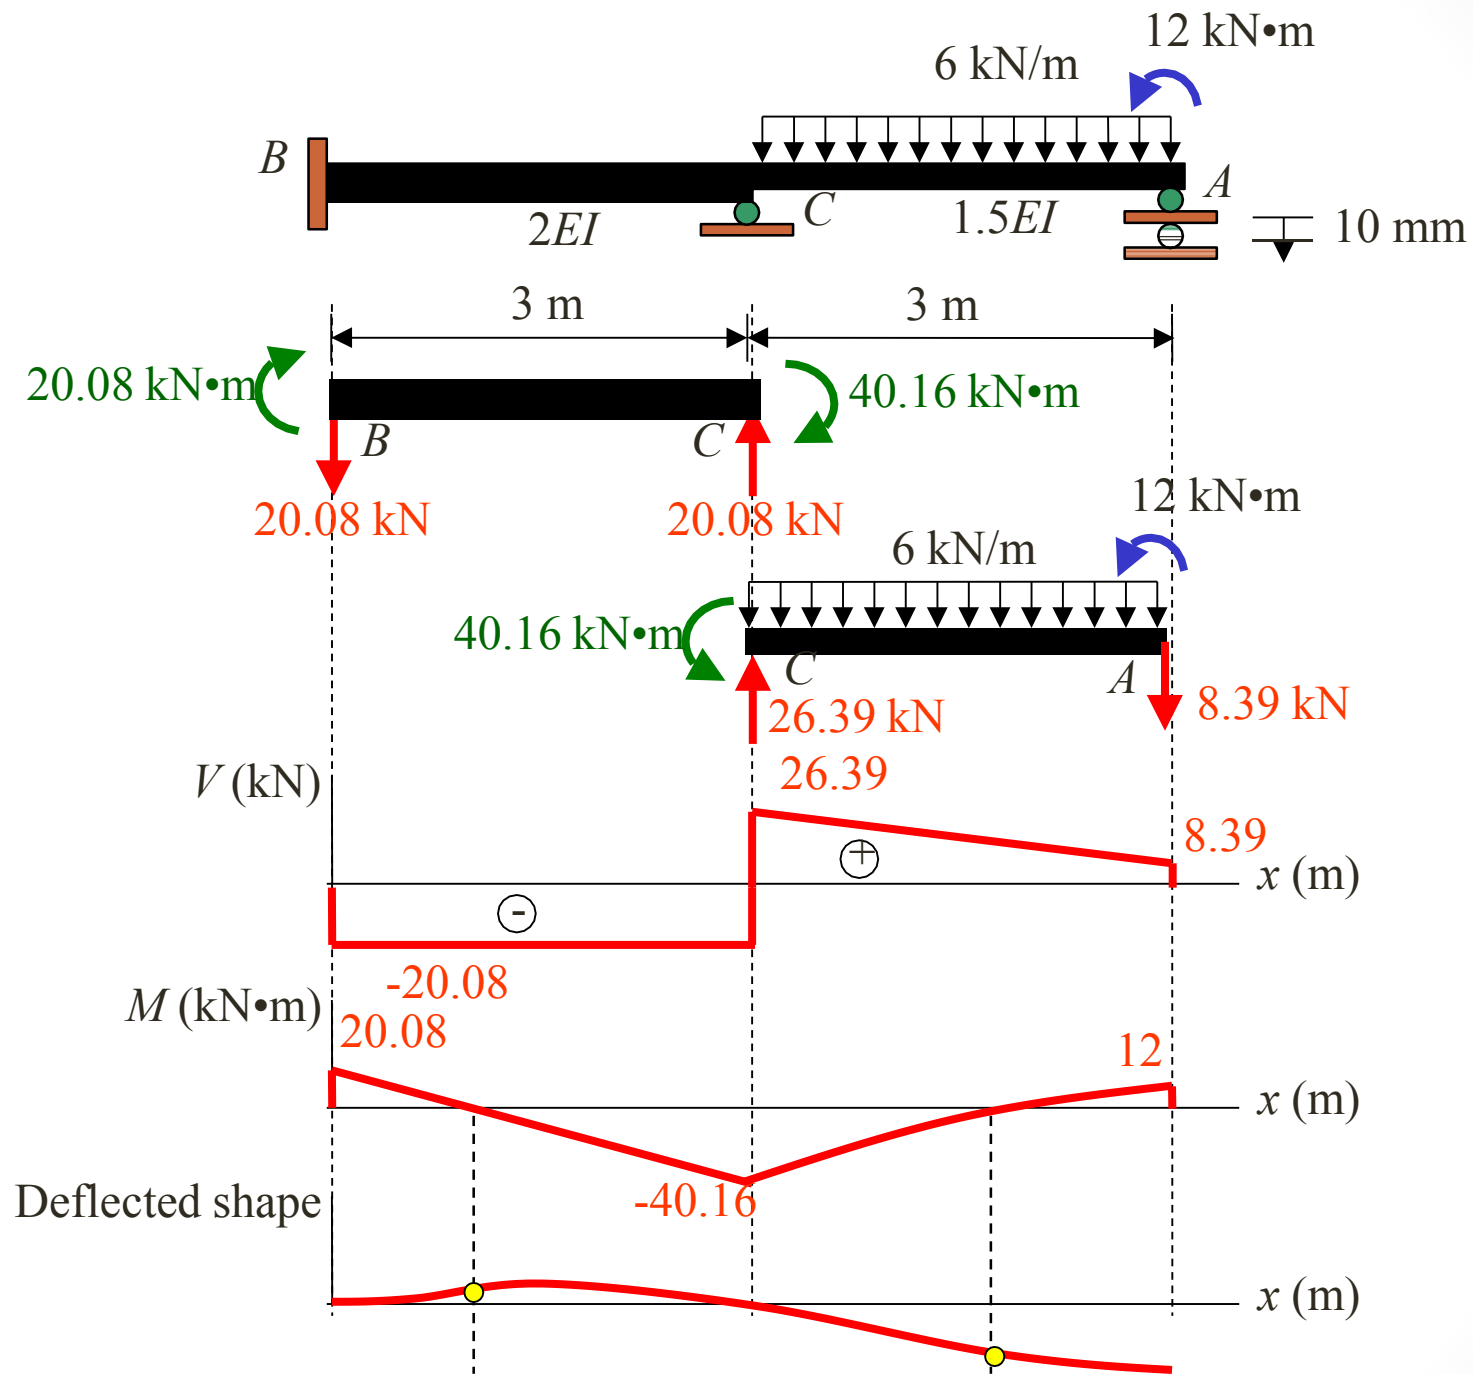 12 kN•m
6 kN/m
B
A
C
2EI
1.5EI
10 mm
3 m
3 m
20.08 kN•m
40.16 kN•m
B
C
20.08 kN
20.08 kN
12 kN•m
6 kN/m
40.16 kN•m
C
A
26.39 kN
8.39 kN
V (kN)
26.39
8.39
+
x (m)
-
-20.08
M (kN•m)
20.08
12
x (m)
-40.16
Deflected shape
x (m)